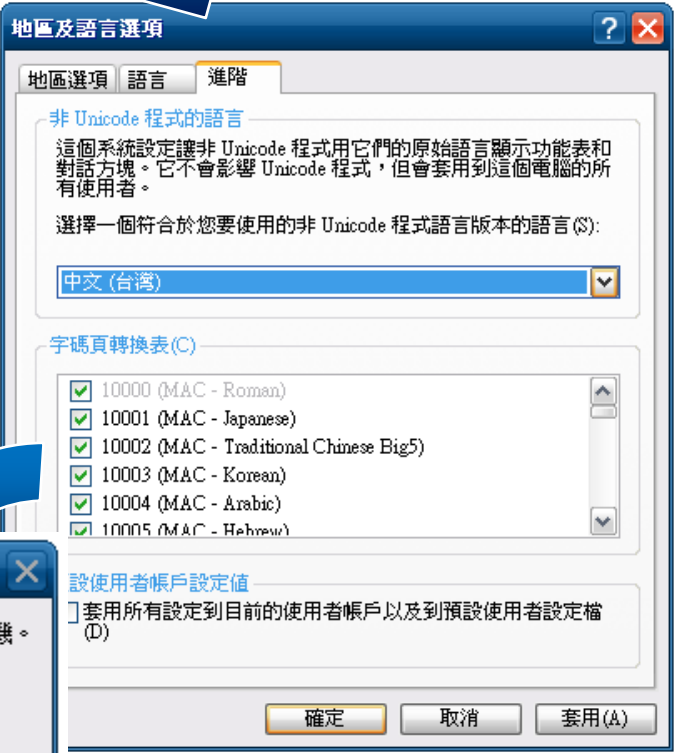 地區及語言選項
地區選項 語言 進階
非 Unicode 程式的語言
這個系統設定讓非 Unicode 程式用它們的原始語言顯示功能表和
對話方塊。它不會影響 Unicode 程式，但會套用到這個電腦的所
有使用者。
選擇一個符合於您要使用的非 Unicode 程式語言版本的語言(S):
中文 (台灣)
字碼頁轉換表(C)
10000 (MAC - Roman)
10001 (MAC - Japanese)
10002 (MAC - Traditional Chinese Big5)
10003 (MAC - Korean)
10004 (MAC - Arabic)
10005 (MAC - Hebrew)
設使用者帳戶設定值
套用所有設定到目前的使用者帳戶以及到預設使用者設定檔
(D)
確定 取消 套用(A)